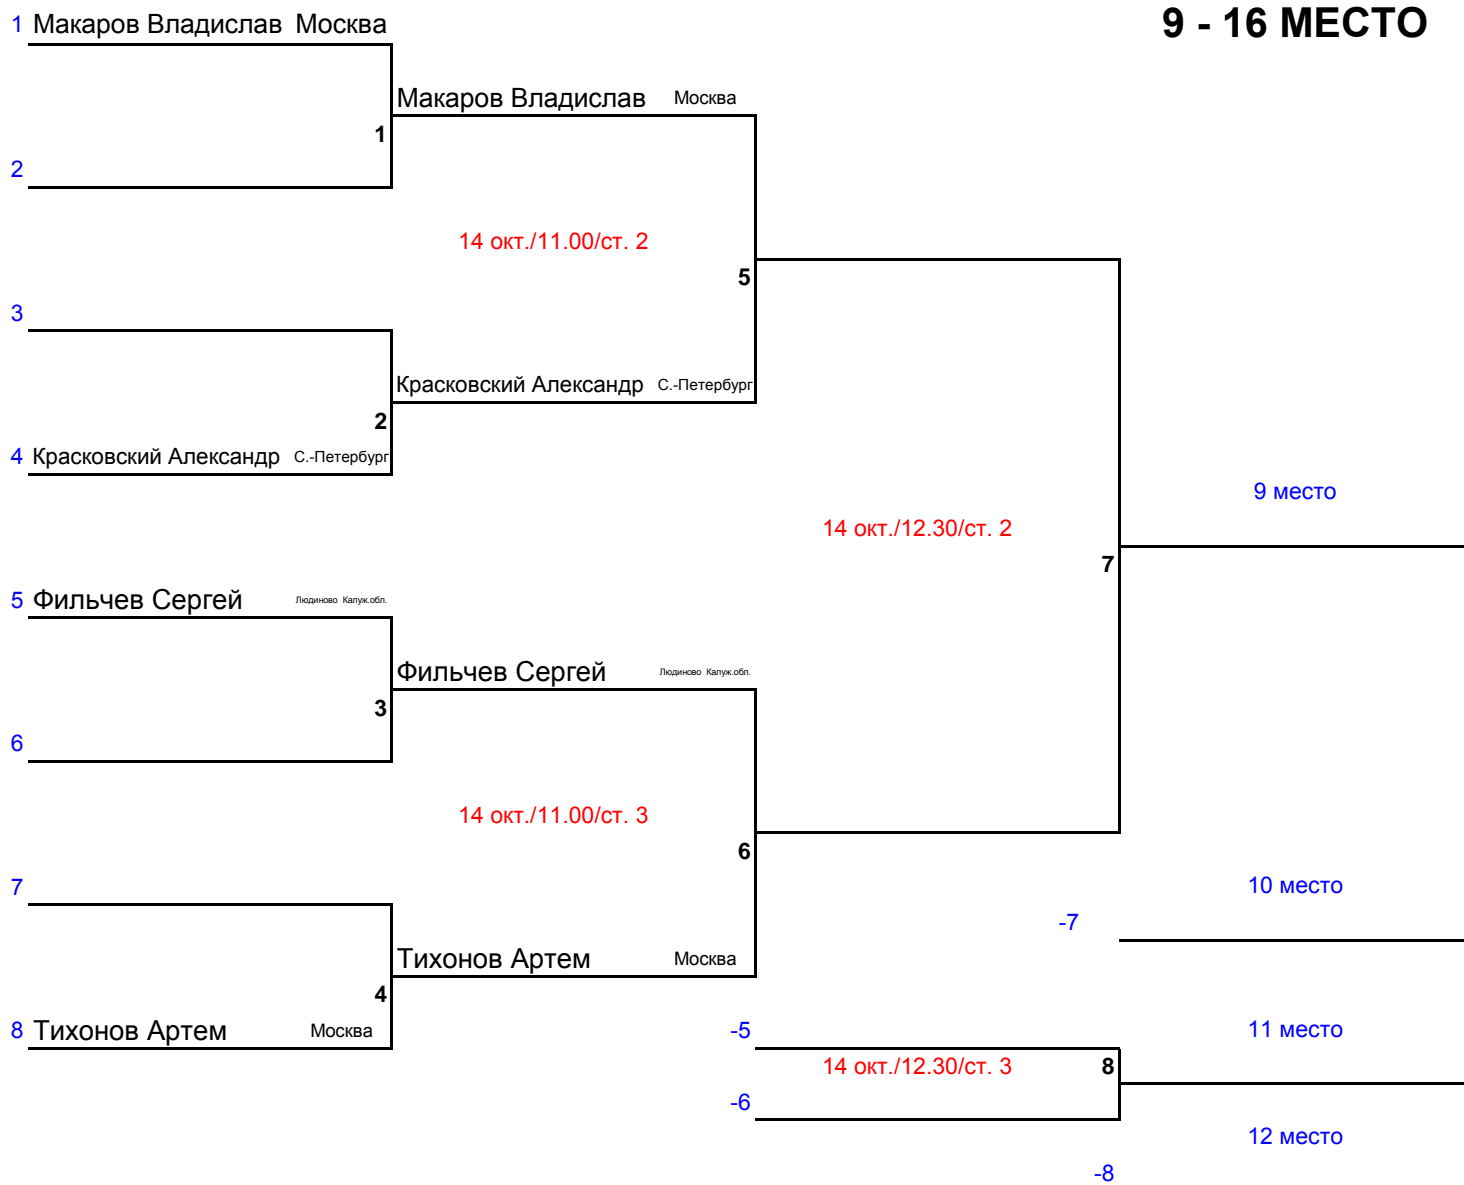 9 - 16 МЕСТО
1 Макаров Владислав Москва
Макаров Владислав Москва
1
2
14 окт./11.00/ст. 2
5
3
Красковский Александр С.-Петербург
2
4 Красковский Александр С.-Петербург
9 место
14 окт./12.30/ст. 2
7
5 Фильчев Сергей Людиново Калуж.обл.
Фильчев Сергей Людиново Калуж.обл.
3
6
14 окт./11.00/ст. 3
6
7
10 место
-7
Тихонов Артем Москва
4
8 Тихонов Артем Москва
-5
11 место
14 окт./12.30/ст. 3
8
-6
12 место
-8